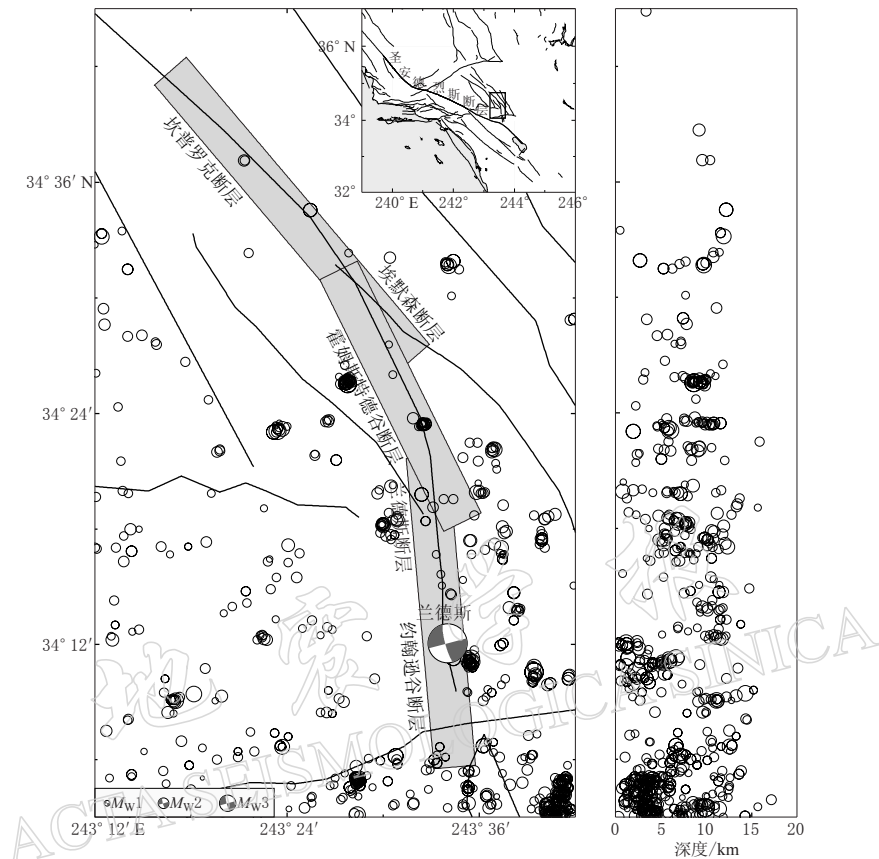 36° N
34°
32°
240° E
242°
244°
246°
圣安德烈斯断层
坎普罗克断层
埃默森断层
霍姆斯特德谷断层
兰德斯断层
约翰逊谷断层
兰德斯
34° 36′ N
34° 24′
34° 12′
243° 12′ E
243° 24′
243° 36′
MW1
MW2
MW3
0
5
10
15
20
深度/km
地震学报
ACTA SEISMOLOGICA SINICA